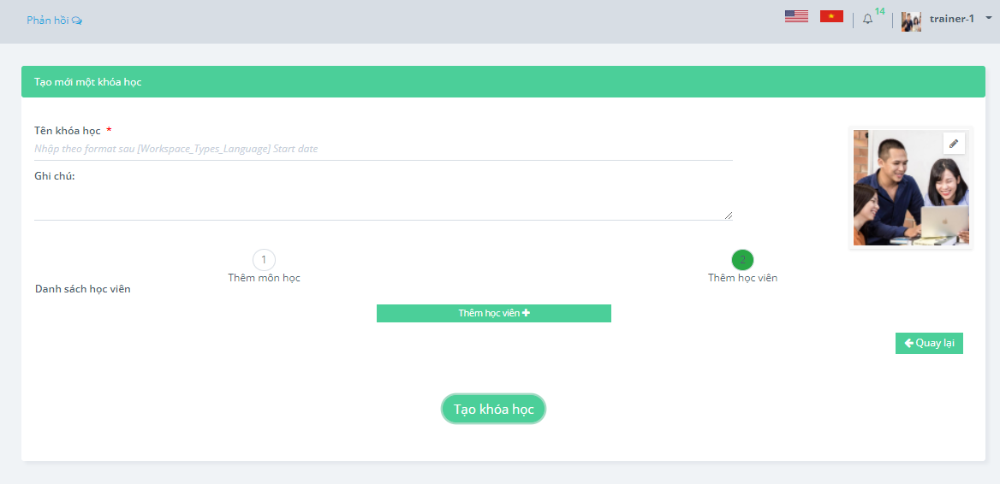 Phản hồi
14
trainer-1
Tạo mới một khóa học
Tên khóa học *
Nhập theo format sau [Workspace_Types_Language] Start date
Ghi chú:
1
2
Thêm môn học
Thêm học viên
Danh sách học viên
Thêm học viên
Quay lại
Tạo khóa học